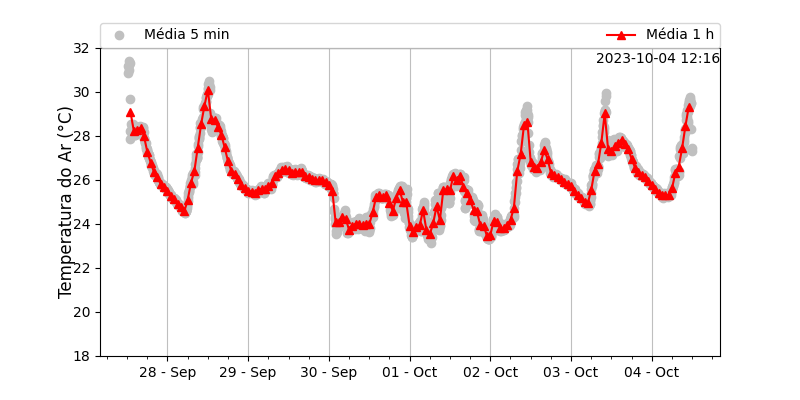 Média 5 min
Média 1 h
2023-10-04 12:16
Temperatura do Ar (°C)
32
30
28
26
24
22
20
18
28 - Sep
29 - Sep
30 - Sep
01 - Oct
02 - Oct
03 - Oct
04 - Oct